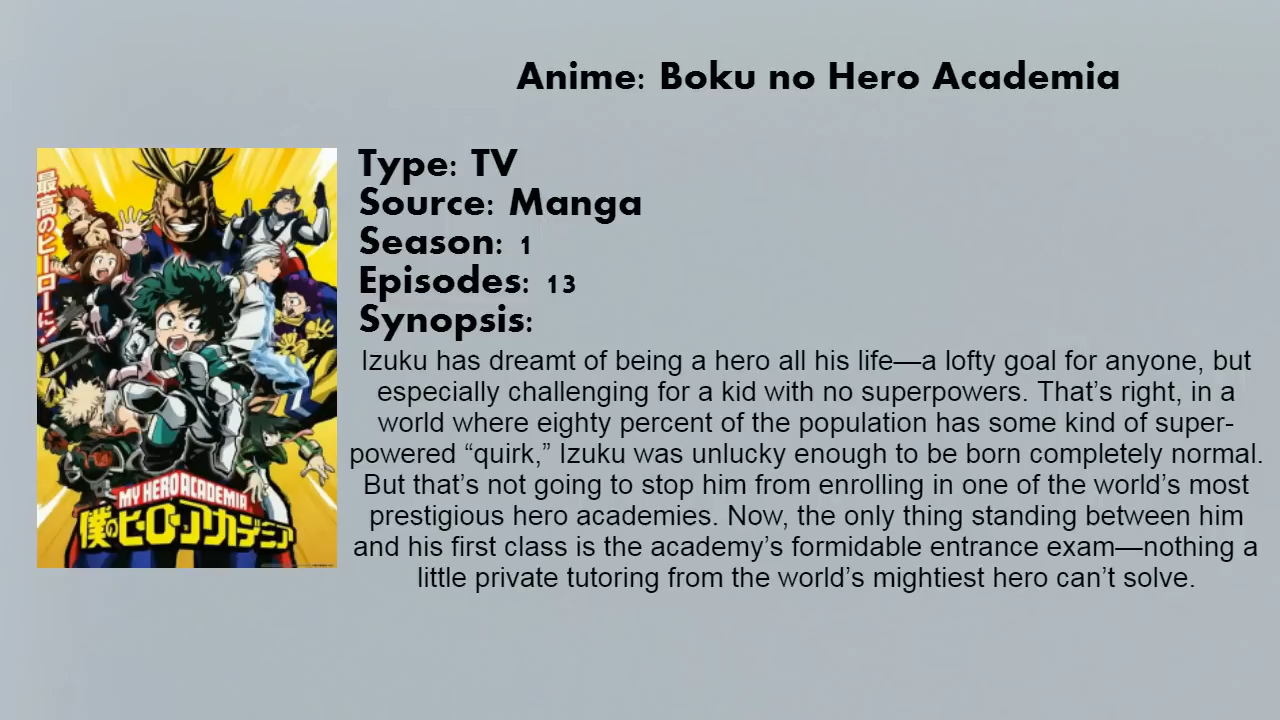 Anime: Boku no Hero Academia
最高のヒーローに!
Type: TV
Source: Manga
Season: 1
Episodes: 13
Synopsis:
Izuku has dreamt of being a hero all his life—a lofty goal for anyone, but
especially challenging for a kid with no superpowers. That’s right, in a
world where eighty percent of the population has some kind of super-
powered “quirk,” Izuku was unlucky enough to be born completely normal.
But that’s not going to stop him from enrolling in one of the world’s most
prestigious hero academies. Now, the only thing standing between him
and his first class is the academy’s formidable entrance exam—nothing a
little private tutoring from the world’s mightiest hero can’t solve.
MY HERO ACADEMIA
僕のヒーローアカデミア